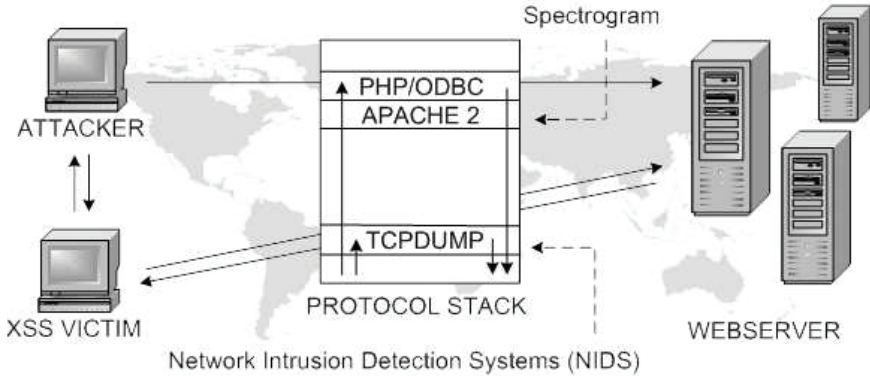 Spectrogram
PHP/ODBC
APACHE 2
ATTACKER
TCPDUMP
XSS VICTIM
PROTOCOL STACK
WEBSERVER
Network Intrusion Detection Systems (NIDS)